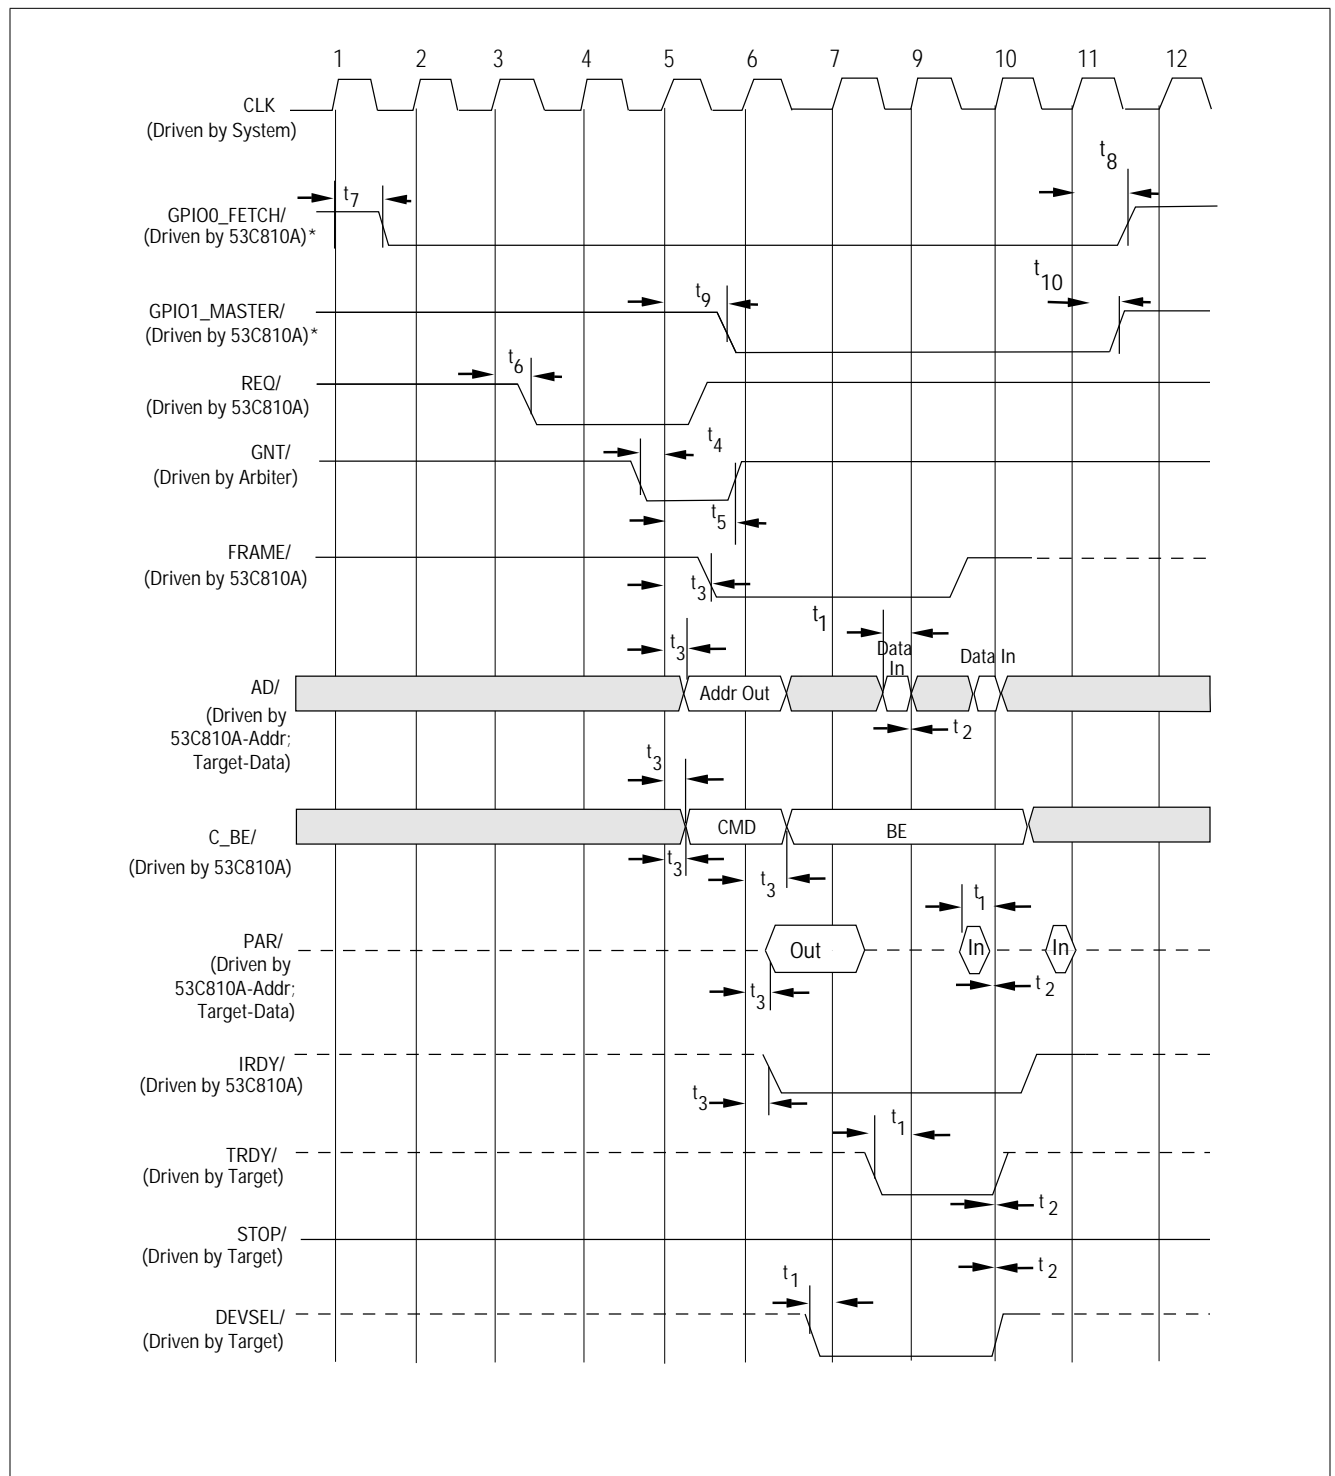 1 2 3 4 5 6 7 9 10 11 12
CLK
(Driven by System)
t8
t7
GPIO0_FETCH/
(Driven by 53C810A)*
t10
t9
GPIO1_MASTER/
(Driven by 53C810A)*
t6
REQ/
(Driven by 53C810A)
t4
GNT/
(Driven by Arbiter)
t5
FRAME/
(Driven by 53C810A)
t3
t1
t3
Data
In
Data In
AD/
Addr Out
(Driven by
53C810A-Addr;
Target-Data)
t2
t3
C_BE/
CMD
BE
(Driven by 53C810A)
t3
t3
t1
PAR/
Out
In
In
(Driven by
53C810A-Addr;
Target-Data)
t3
t2
IRDY/
(Driven by 53C810A)
t3
t1
TRDY/
(Driven by Target)
t2
STOP/
(Driven by Target)
t2
t1
DEVSEL/
(Driven by Target)